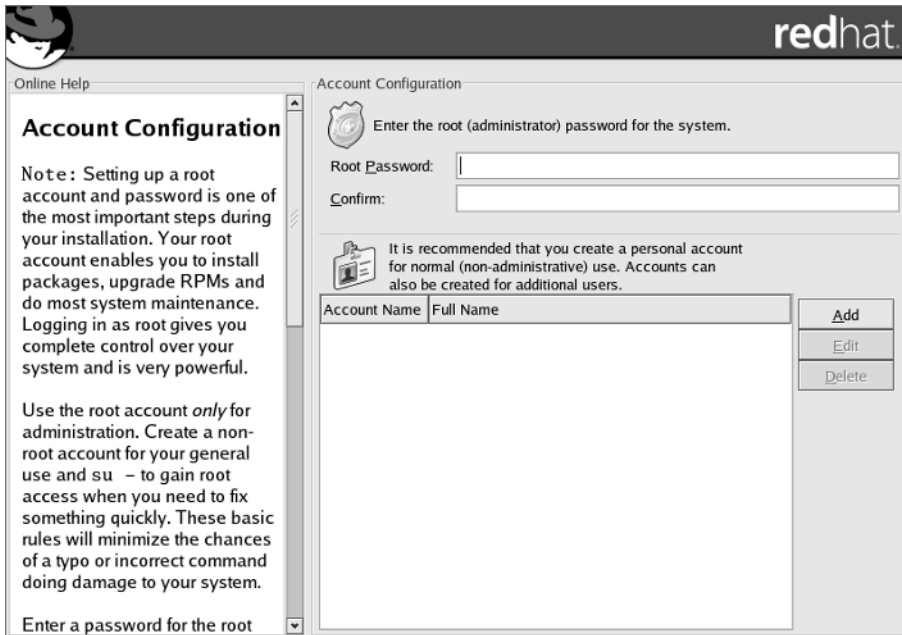 redhat.
Online Help
Account Configuration
Note: Setting up a root
account and password is one of
the most important steps during
your installation. Your root
account enables you to install
packages, upgrade RPMs and
do most system maintenance.
Logging in as root gives you
complete control over your
system and is very powerful.
Use the root account only for
administration. Create a non-
root account for your general
use and su – to gain root
access when you need to fix
something quickly. These basic
rules will minimize the chances
of a typo or incorrect command
doing damage to your system.
Enter a password for the root
Account Configuration
Enter the root (administrator) password for the system.
Root Password:
Confirm:
It is recommended that you create a personal account
for normal (non-administrative) use. Accounts can
also be created for additional users.
Account Name Full Name
Add
Edit
Delete